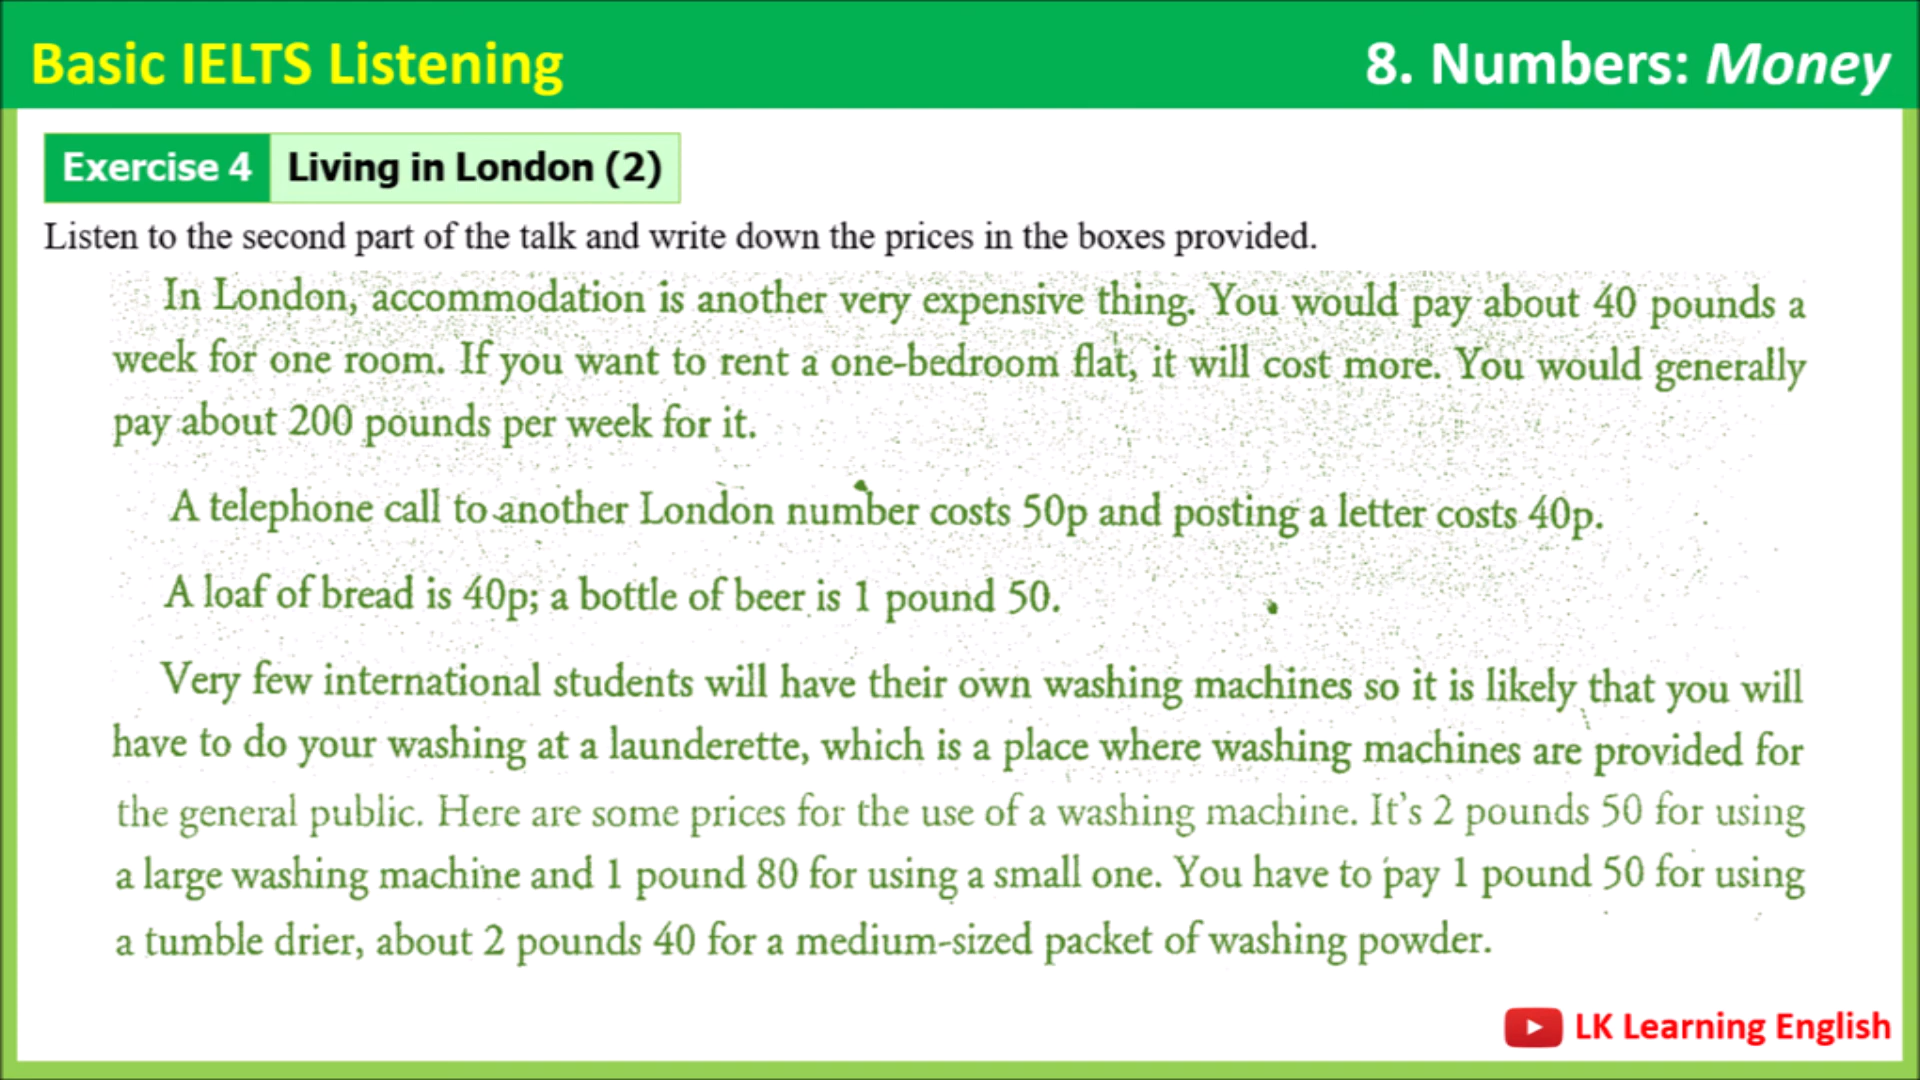 Basic IELTS Listening
8. Numbers: Money
Exercise 4 Living in London (2)
Listen to the second part of the talk and write down the prices in the boxes provided.
In London, accommodation is another very expensive thing. You would pay about 40 pounds a
week for one room. If you want to rent a one-bedroom flat, it will cost more. You would generally
pay about 200 pounds per week for it.
A telephone call to another London number costs 50p and posting a letter costs 40p.
A loaf of bread is 40p; a bottle of beer is 1 pound 50.
Very few international students will have their own washing machines so it is likely that you will
have to do your washing at a launderette, which is a place where washing machines are provided for
the general public. Here are some prices for the use of a washing machine. It's 2 pounds 50 for using
a large washing machine and 1 pound 80 for using a small one. You have to pay 1 pound 50 for using
a tumble drier, about 2 pounds 40 for a medium-sized packet of washing powder.
LK Learning English